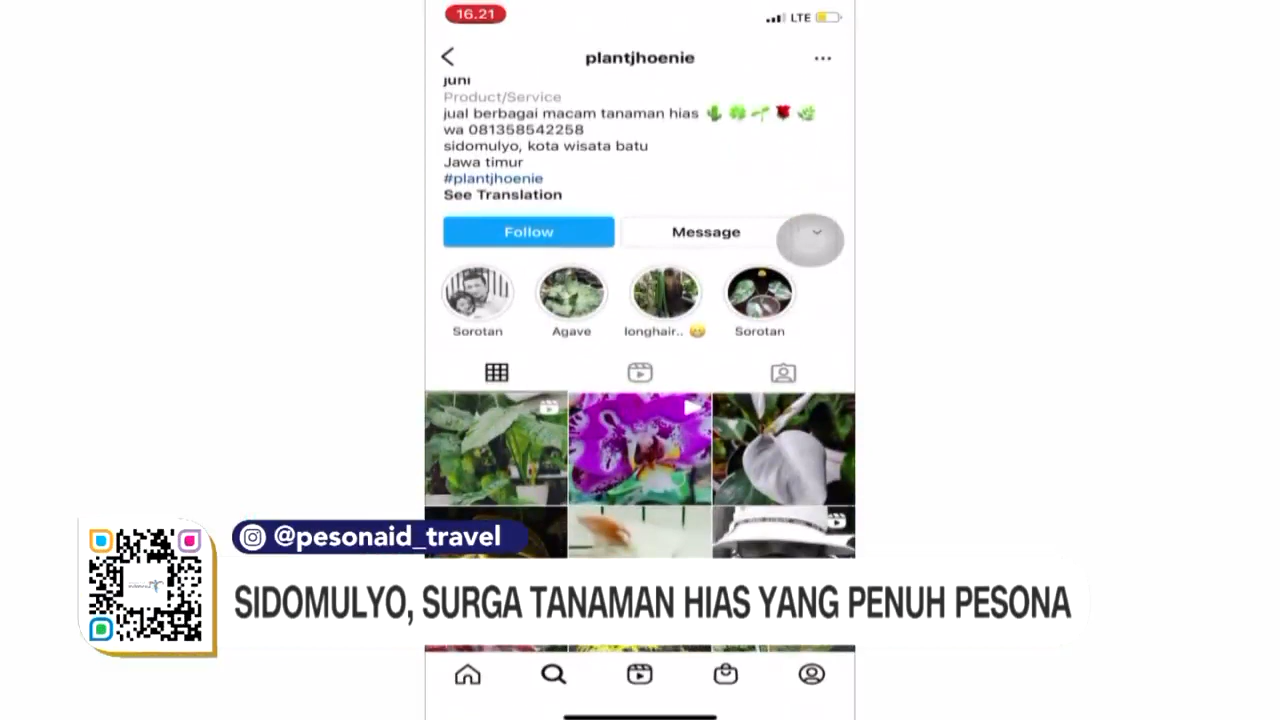 16.21
LTE
plantjhoenie
juni
Product/Service
jual berbagai macam tanaman hias 🌵🍀🌱🌹🌿
wa 081358542258
sidomulyo, kota wisata batu
Jawa timur
#plantjhoenie
See Translation
Follow
Message
Sorotan
Agave
longhair.. 😁
Sorotan
@pesonaid_travel
SIDOMULYO, SURGA TANAMAN HIAS YANG PENUH PESONA